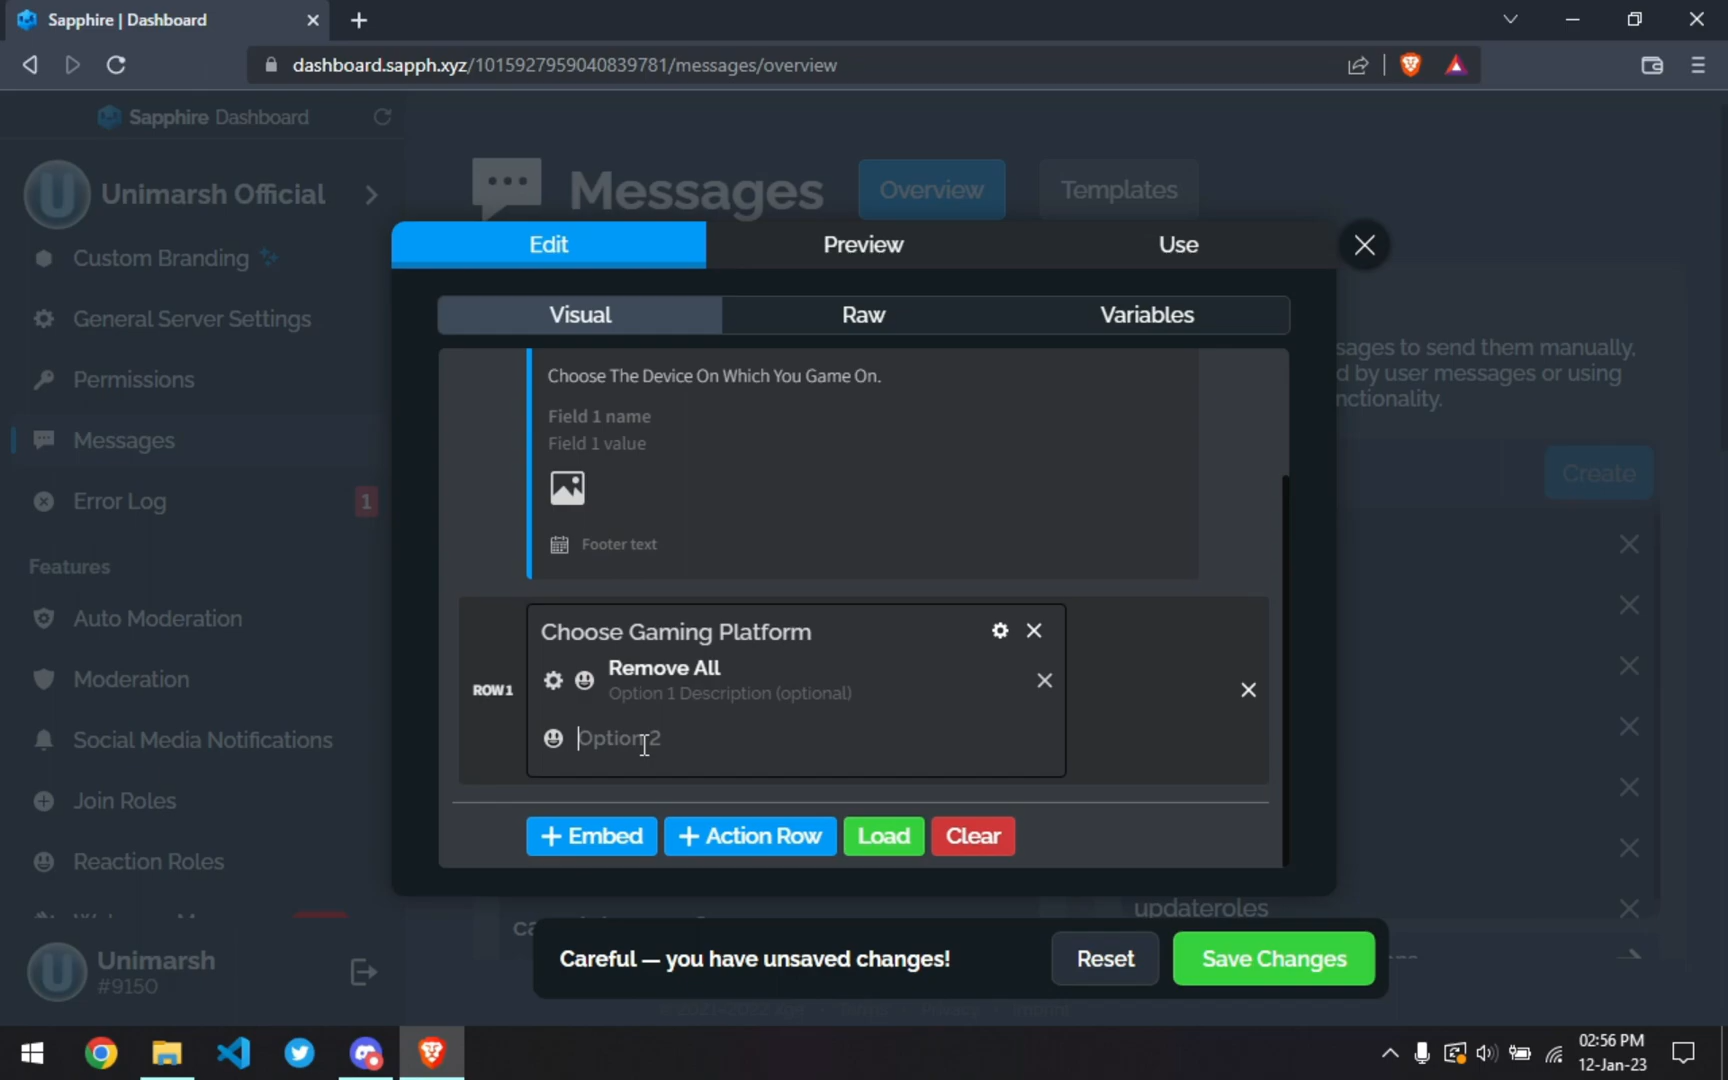 Sapphire | Dashboard
dashboard.sapph.xyz/1015927959040839781/messages/overview
Sapphire Dashboard
Unimarsh Official
Custom Branding
General Server Settings
Permissions
Messages
Error Log
1
Features
Auto Moderation
Moderation
Social Media Notifications
Join Roles
Reaction Roles
Unimarsh
#9150
Messages
Overview
Templates
Edit
Preview
Use
Visual
Raw
Variables
sages to send them manually.
d by user messages or using
nctionality.
Create
Choose The Device On Which You Game On.
Field 1 name
Field 1 value
Footer text
ROW 1
Choose Gaming Platform
Remove All
Option 1 Description (optional)
Option 2
+ Embed
+ Action Row
Load
Clear
updateroles
Careful — you have unsaved changes!
Reset
Save Changes
02:56 PM
12-Jan-23